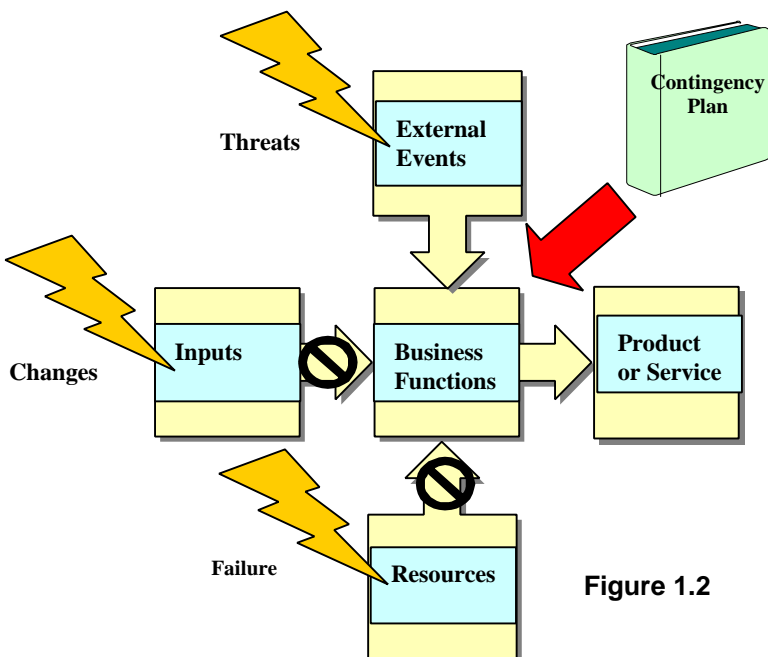 Contingency
Plan
Threats
External
Events
Changes
Inputs
Business
Functions
Product
or Service
Failure
Resources
Figure 1.2